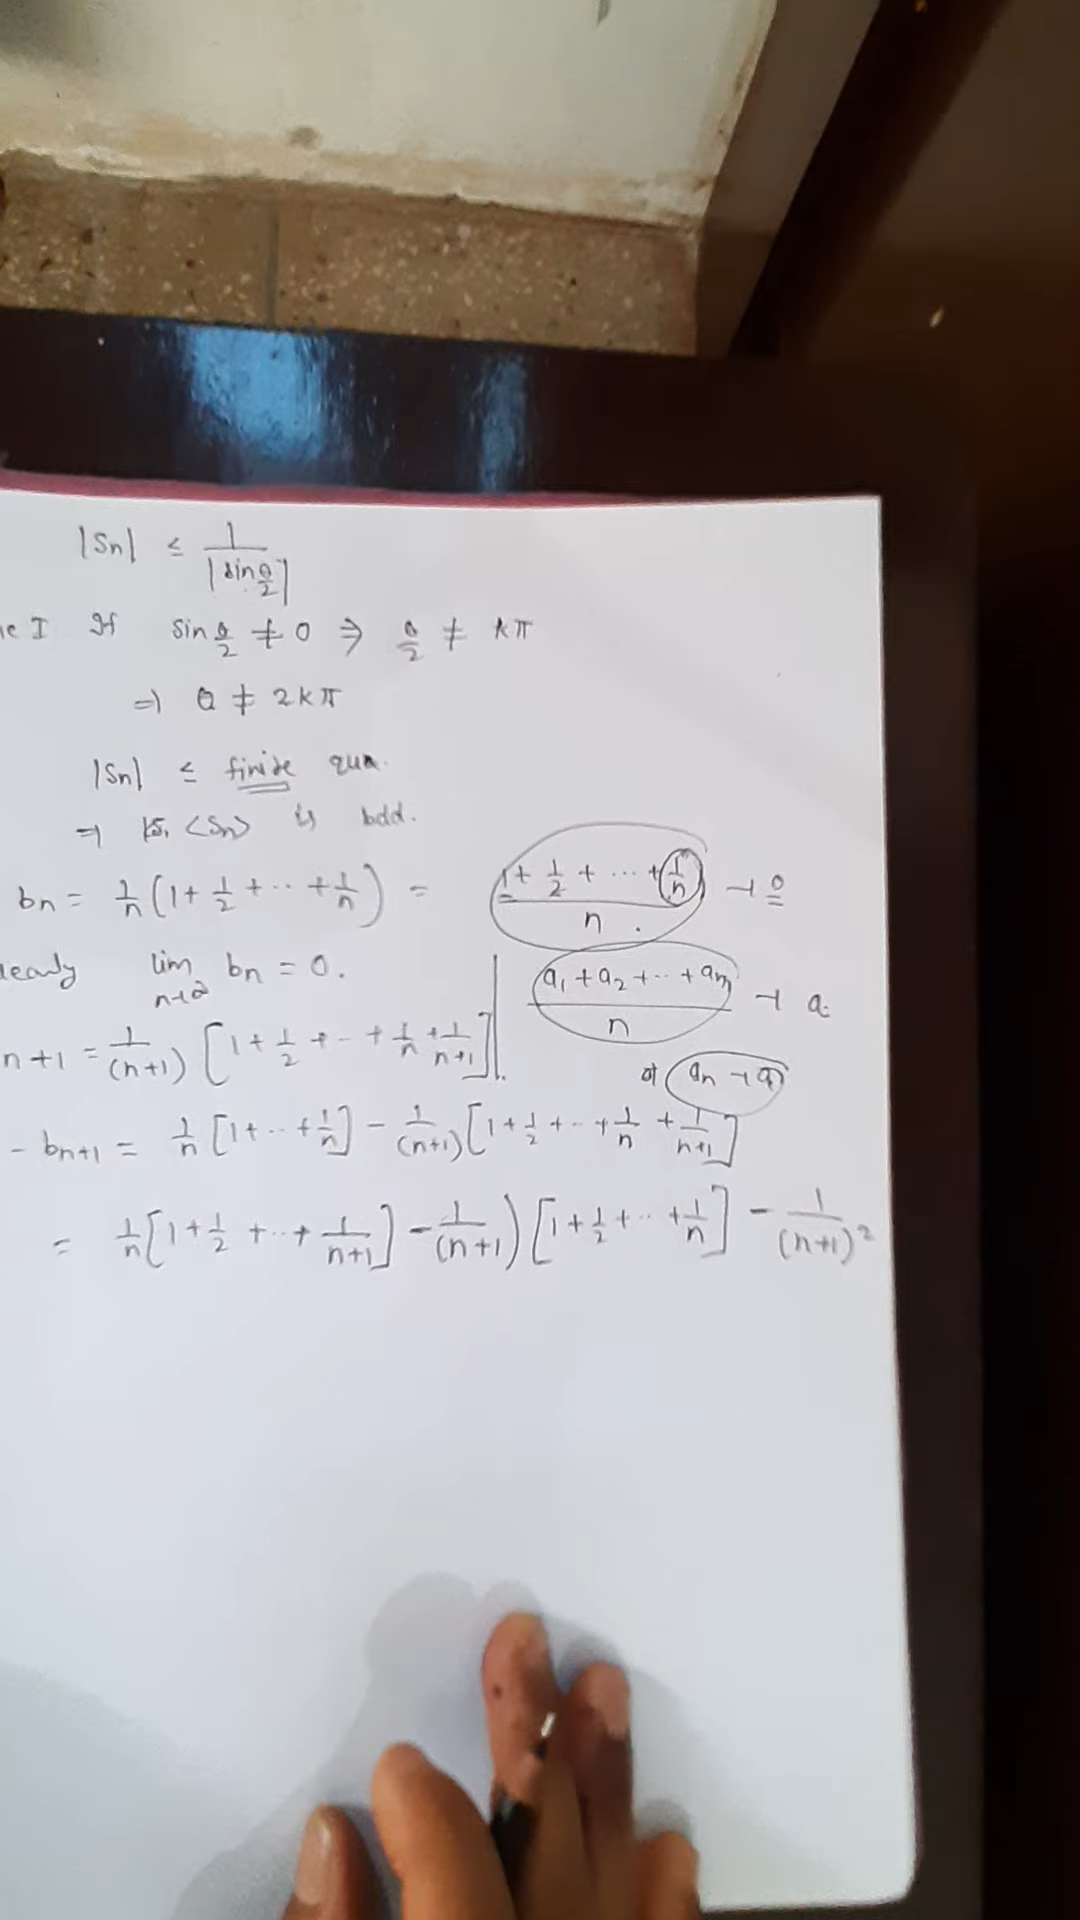 |Sn| ≤ 1/|sin θ/2|
I If sin θ/2 ≠ 0 ⇒ θ/2 ≠ kπ
⇒ θ ≠ 2kπ
|Sn| ≤ finite
⇒ <Sn> is bdd.
bn = 1/n (1 + 1/2 + ·· + 1/n) = (1 + 1/2 + ··· + 1/n)/n → 0
lim n→∞ bn = 0.
(a1 + a2 + ·· + an)/n → a
n+1 = 1/(n+1) [1 + 1/2 + ·· + 1/n + 1/(n+1)]
an → a
- bn+1 = 1/n [1 + ·· + 1/n] - 1/(n+1) [1 + 1/2 + ·· + 1/n + 1/(n+1)]
= 1/n [1 + 1/2 + ·· + 1/(n+1)] - 1/(n+1)) [1 + 1/2 + ·· + 1/n] - 1/(n+1)²